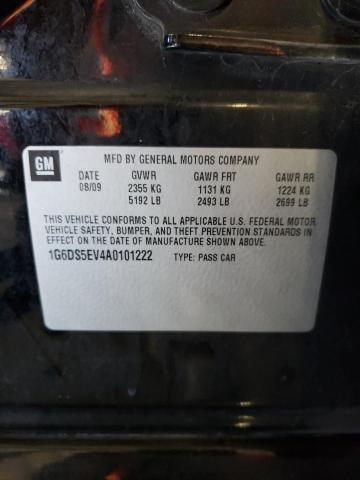 GM MFD BY GENERAL MOTORS COMPANY
DATE GVWR GAWR FRT GAWR RR
08/09 2355 KG 1131 KG 1224 KG
5192 LB 2493 LB 2699 LB
THIS VEHICLE CONFORMS TO ALL APPLICABLE U.S. FEDERAL MOTOR
VEHICLE SAFETY, BUMPER, AND THEFT PREVENTION STANDARDS IN
EFFECT ON THE DATE OF MANUFACTURE SHOWN ABOVE.
1G6DS5EV4A0101222 TYPE: PASS CAR